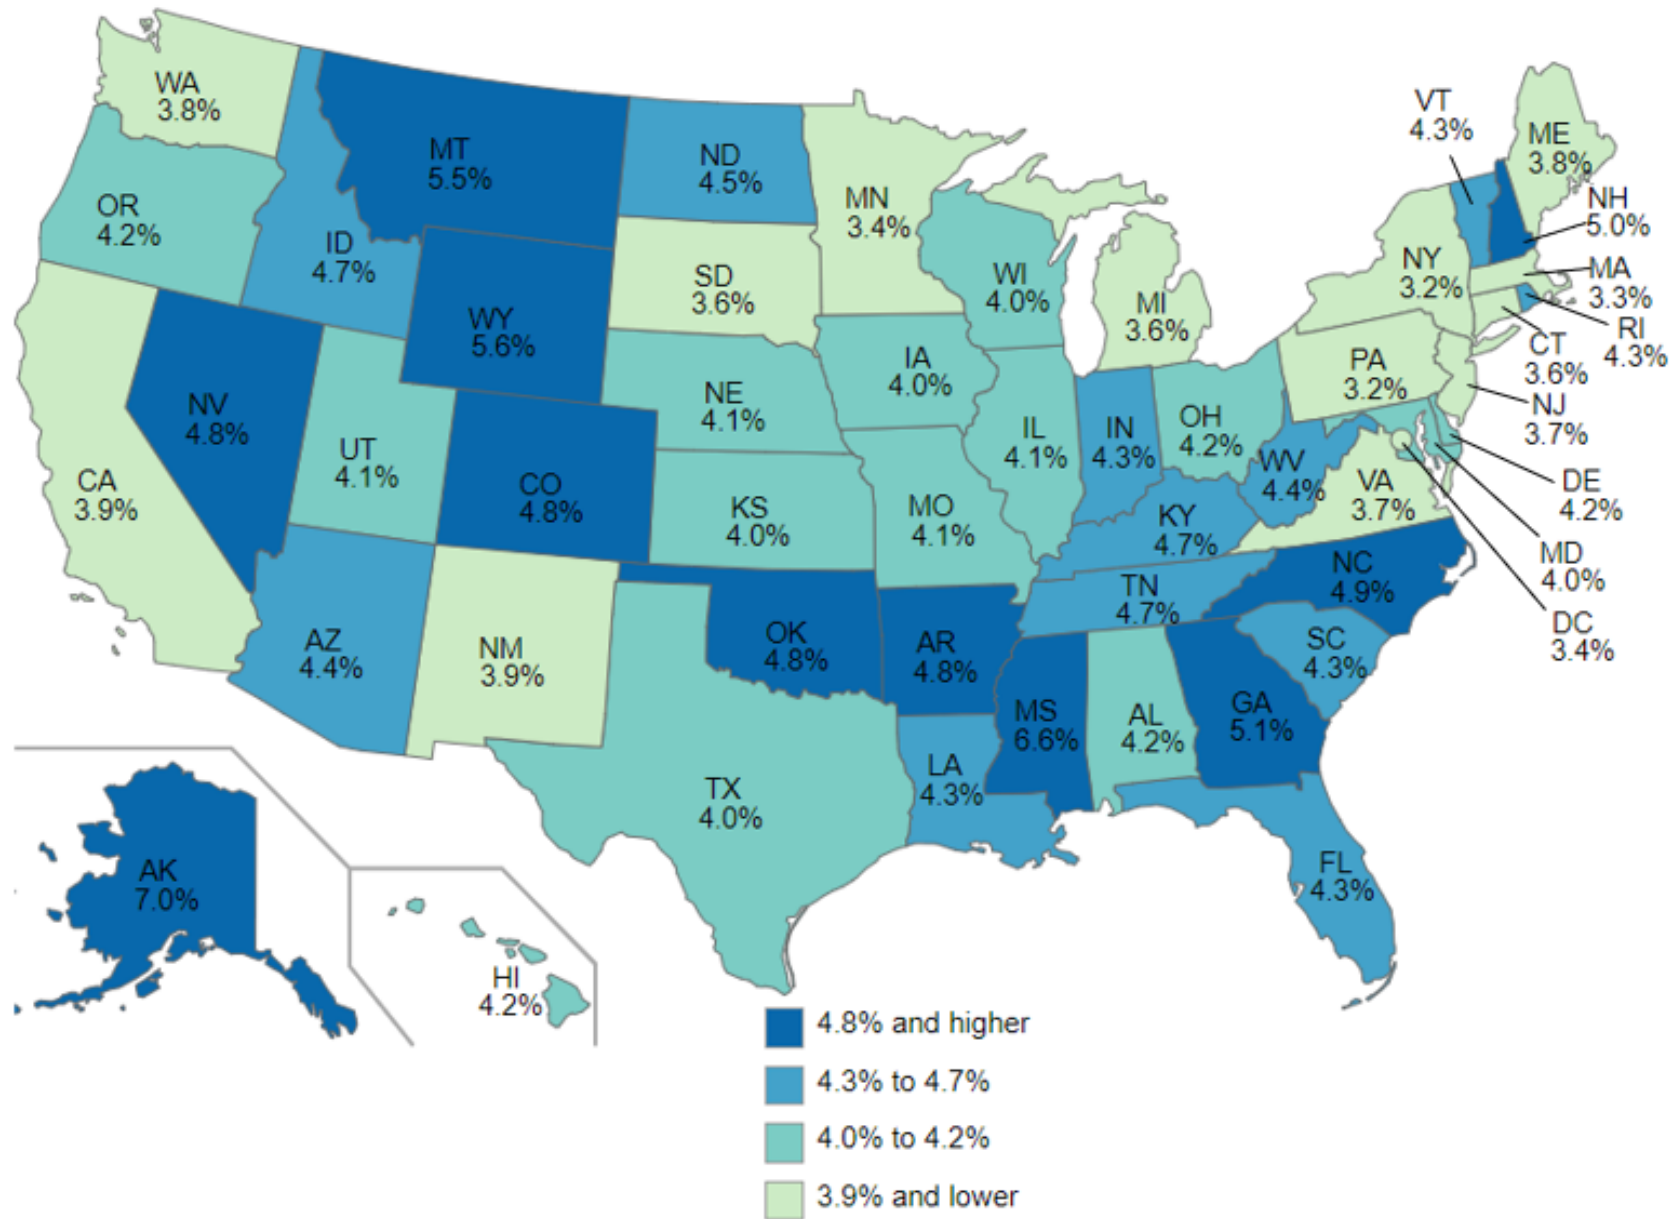 WA
3.8%
OR
4.2%
CA
3.9%
ID
4.7%
NV
4.8%
MT
5.5%
WY
5.6%
UT
4.1%
AZ
4.4%
CO
4.8%
NM
3.9%
ND
4.5%
SD
3.6%
NE
4.1%
KS
4.0%
OK
4.8%
TX
4.0%
MN
3.4%
IA
4.0%
MO
4.1%
AR
4.8%
LA
4.3%
WI
4.0%
IL
4.1%
MI
3.6%
IN
4.3%
OH
4.2%
KY
4.7%
TN
4.7%
MS
6.6%
AL
4.2%
GA
5.1%
FL
4.3%
SC
4.3%
NC
4.9%
WV
4.4%
VA
3.7%
PA
3.2%
NY
3.2%
VT
4.3%
ME
3.8%
NH
5.0%
MA
3.3%
RI
4.3%
CT
3.6%
NJ
3.7%
DE
4.2%
MD
4.0%
DC
3.4%
AK
7.0%
HI
4.2%
4.8% and higher
4.3% to 4.7%
4.0% to 4.2%
3.9% and lower